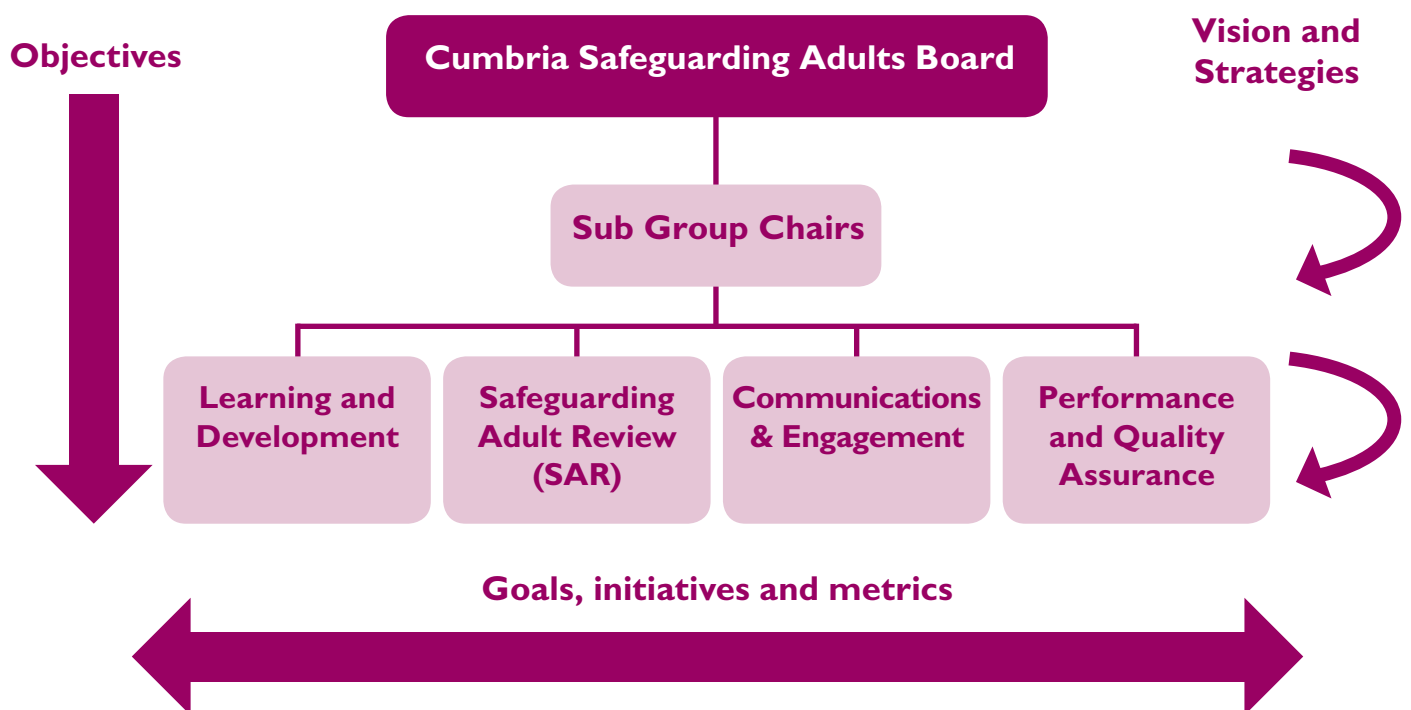 Objectives
Cumbria Safeguarding Adults Board
Vision and
Strategies
Sub Group Chairs
Learning and
Development
Safeguarding
Adult Review
(SAR)
Communications
& Engagement
Performance
and Quality
Assurance
Goals, initiatives and metrics